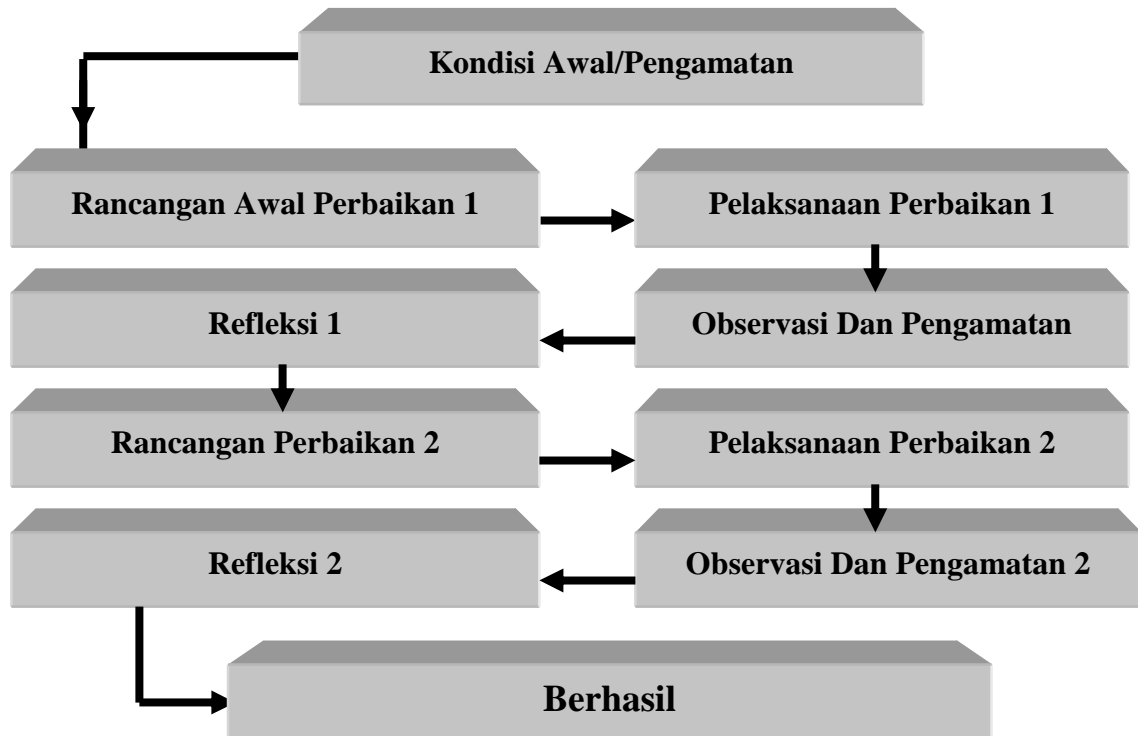 Kondisi Awal/Pengamatan
Rancangan Awal Perbaikan 1
Pelaksanaan Perbaikan 1
Refleksi 1
Observasi Dan Pengamatan
Rancangan Perbaikan 2
Pelaksanaan Perbaikan 2
Refleksi 2
Observasi Dan Pengamatan 2
Berhasil